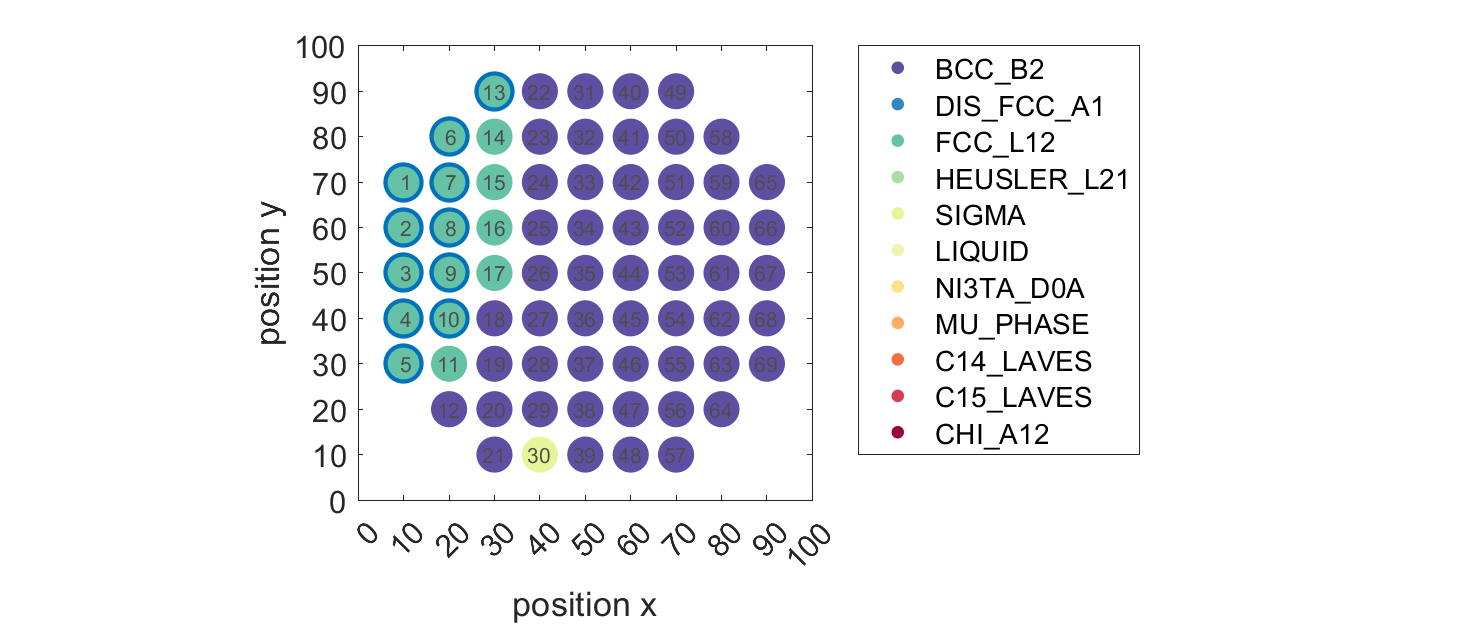 100
90
80
70
60
50
40
30
20
10
0
position y
13 22 31 40 49
6 14 23 32 41 50 58
1 7 15 24 33 42 51 59 65
2 8 16 25 34 43 52 60 66
3 9 17 26 35 44 53 61 67
4 10 18 27 36 45 54 62 68
5 11 19 28 37 46 55 63 69
12 20 29 38 47 56 64
21 30 39 48 57
0 10 20 30 40 50 60 70 80 90 100
position x
BCC_B2
DIS_FCC_A1
FCC_L12
HEUSLER_L21
SIGMA
LIQUID
NI3TA_D0A
MU_PHASE
C14_LAVES
C15_LAVES
CHI_A12